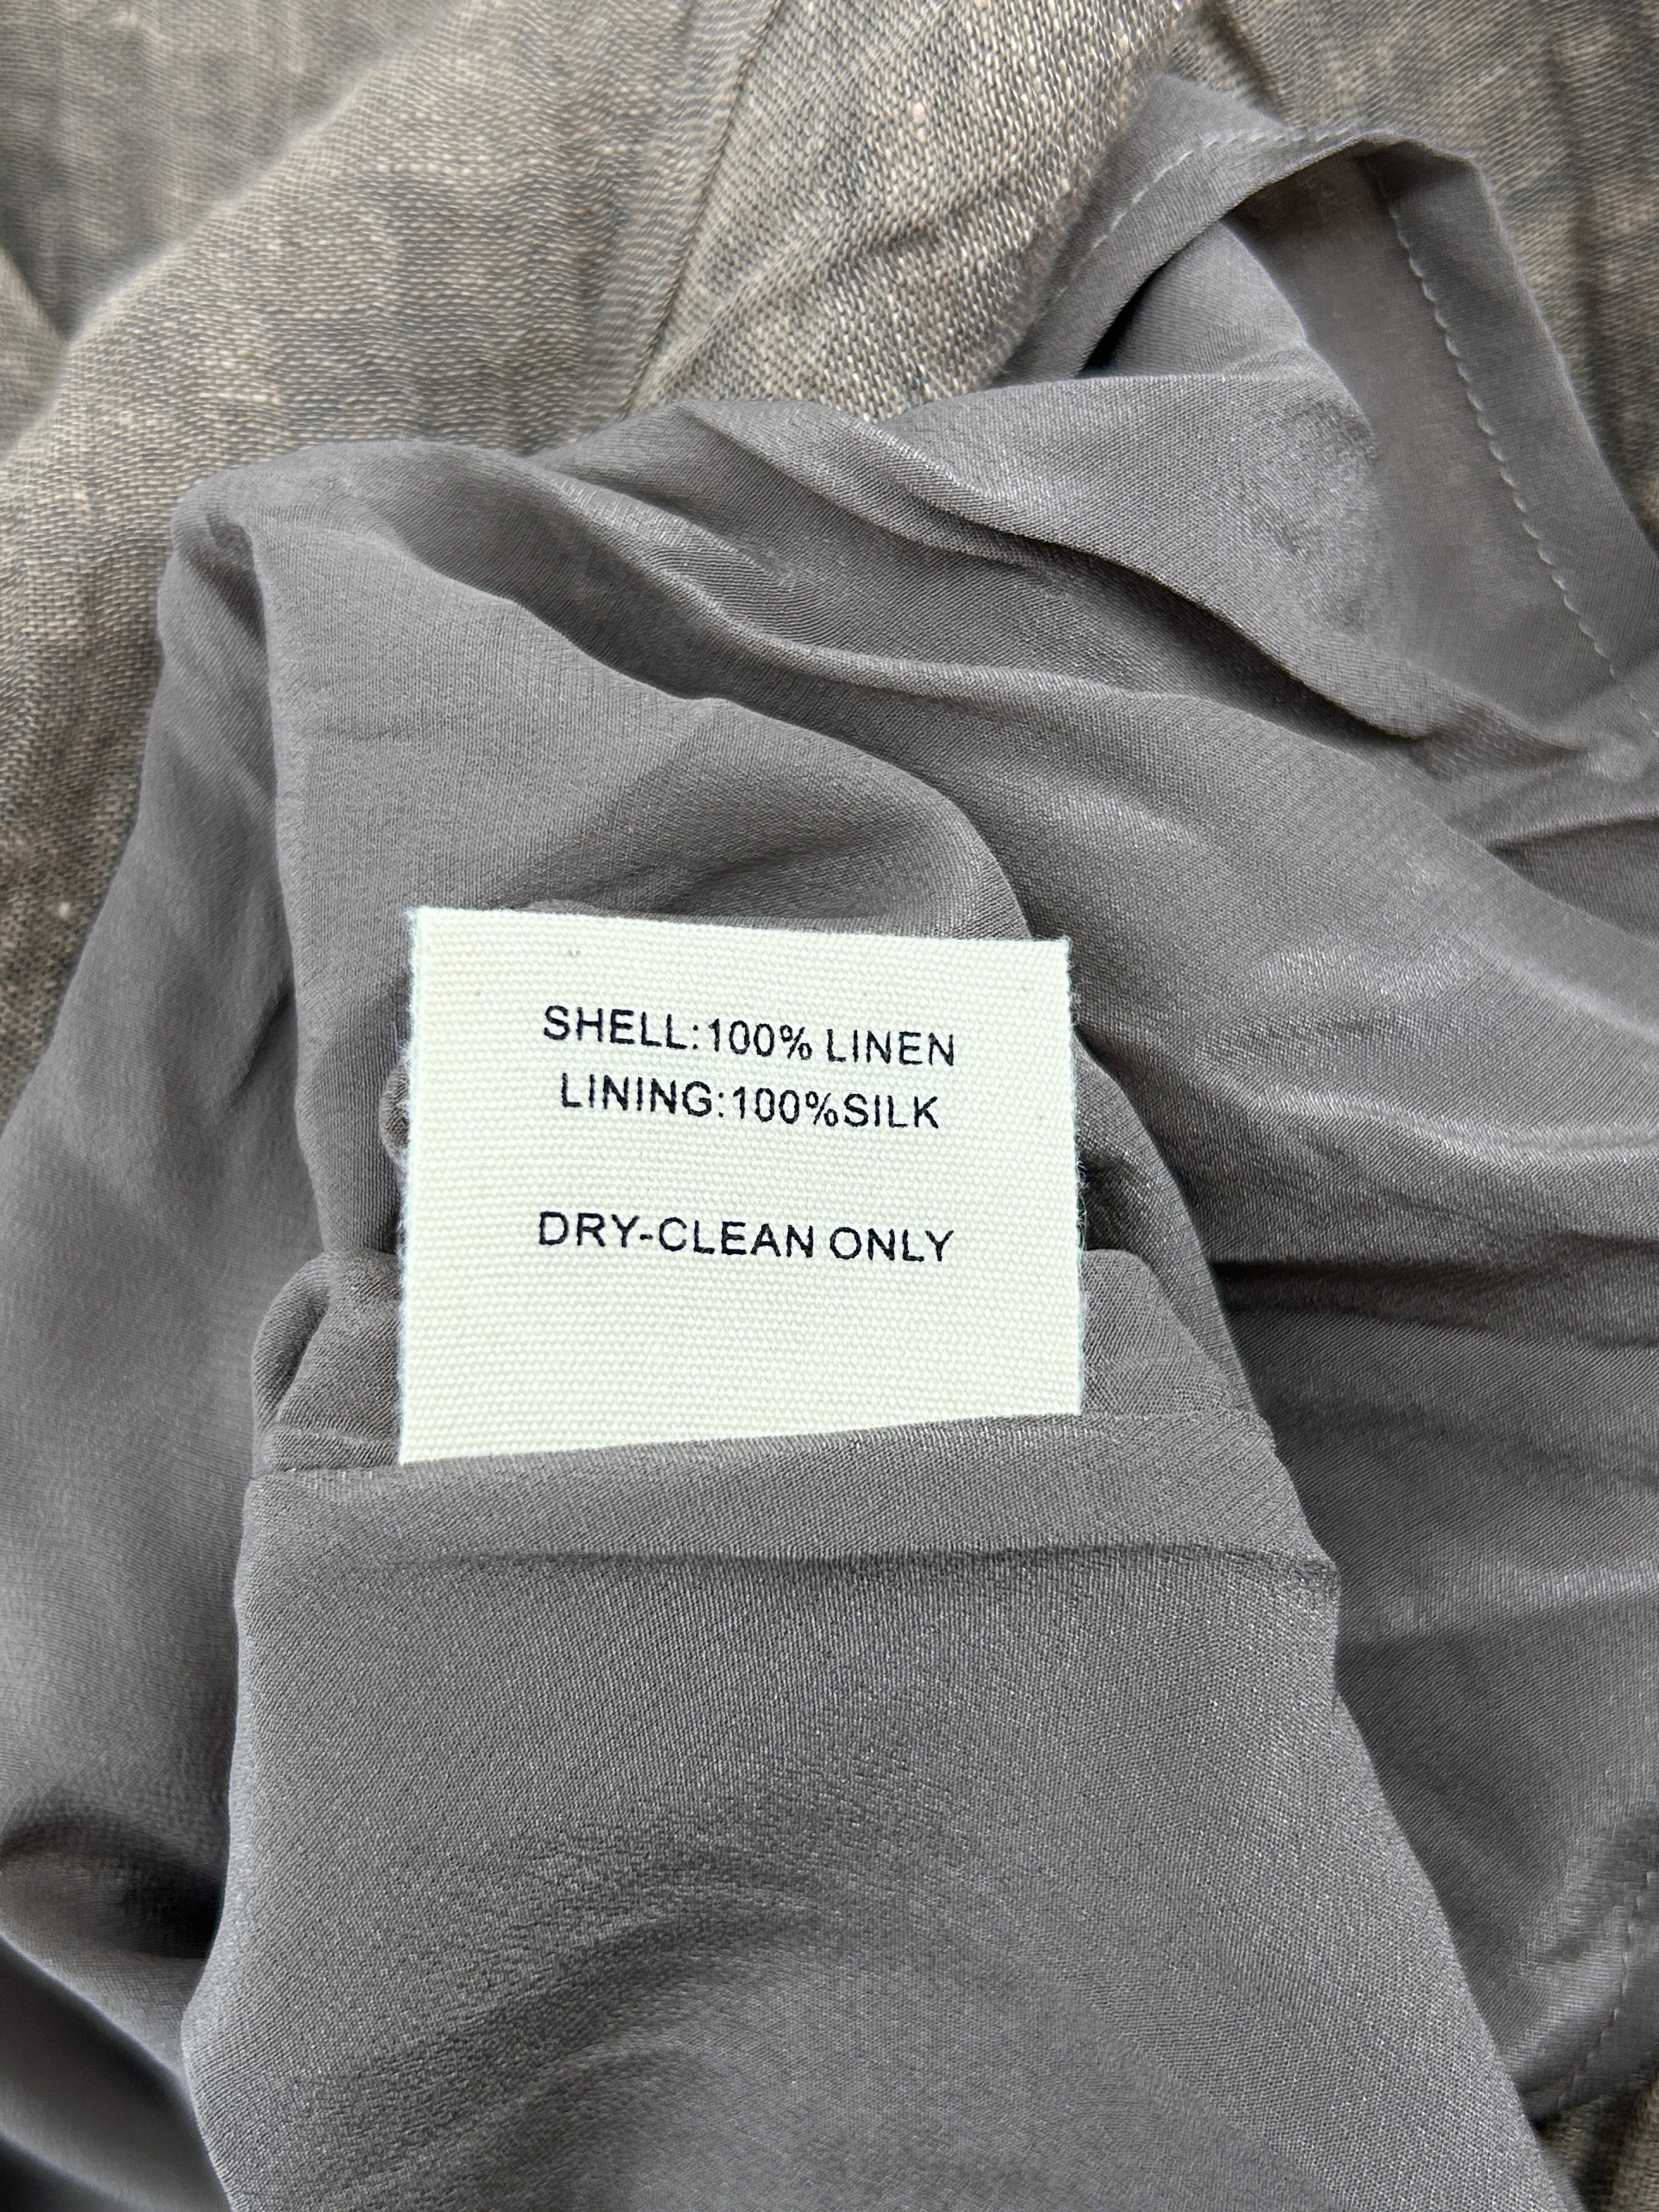 SHELL:100% LINEN
LINING:100%SILK
DRY-CLEAN ONLY